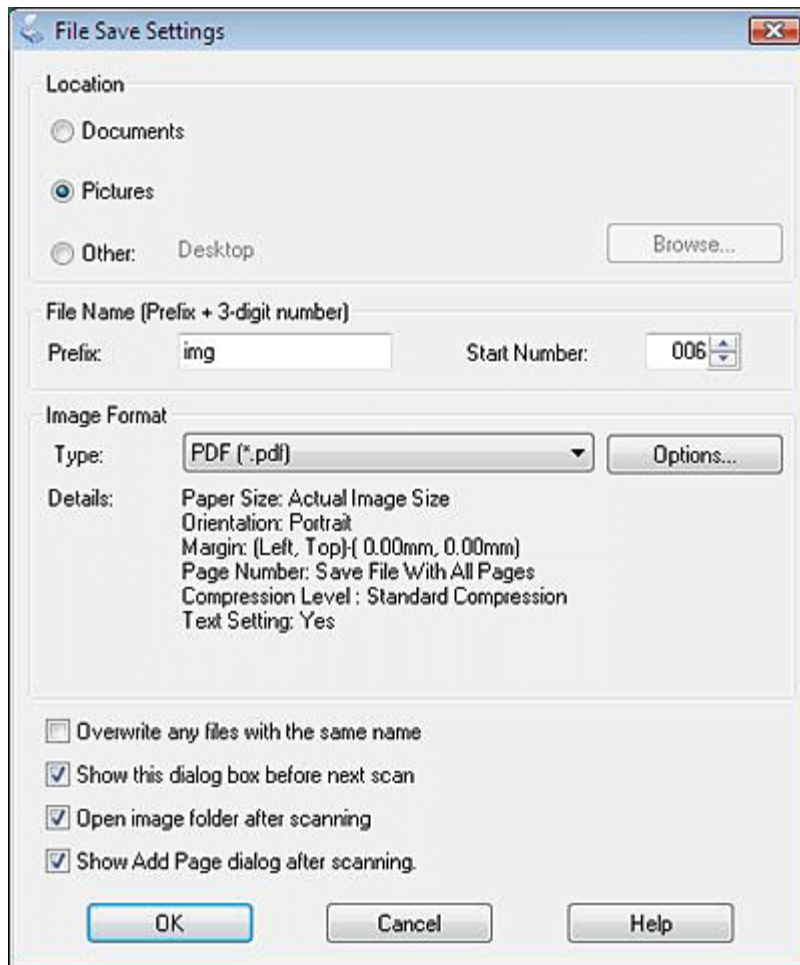 File Save Settings
Location
Documents
Pictures
Other: Desktop Browse...
File Name (Prefix + 3-digit number)
Prefix: img Start Number: 006
Image Format
Type: PDF (*.pdf) Options...
Details: Paper Size: Actual Image Size
Orientation: Portrait
Margin: (Left, Top)-( 0.00mm, 0.00mm)
Page Number: Save File With All Pages
Compression Level : Standard Compression
Text Setting: Yes
Overwrite any files with the same name
Show this dialog box before next scan
Open image folder after scanning
Show Add Page dialog after scanning.
OK Cancel Help